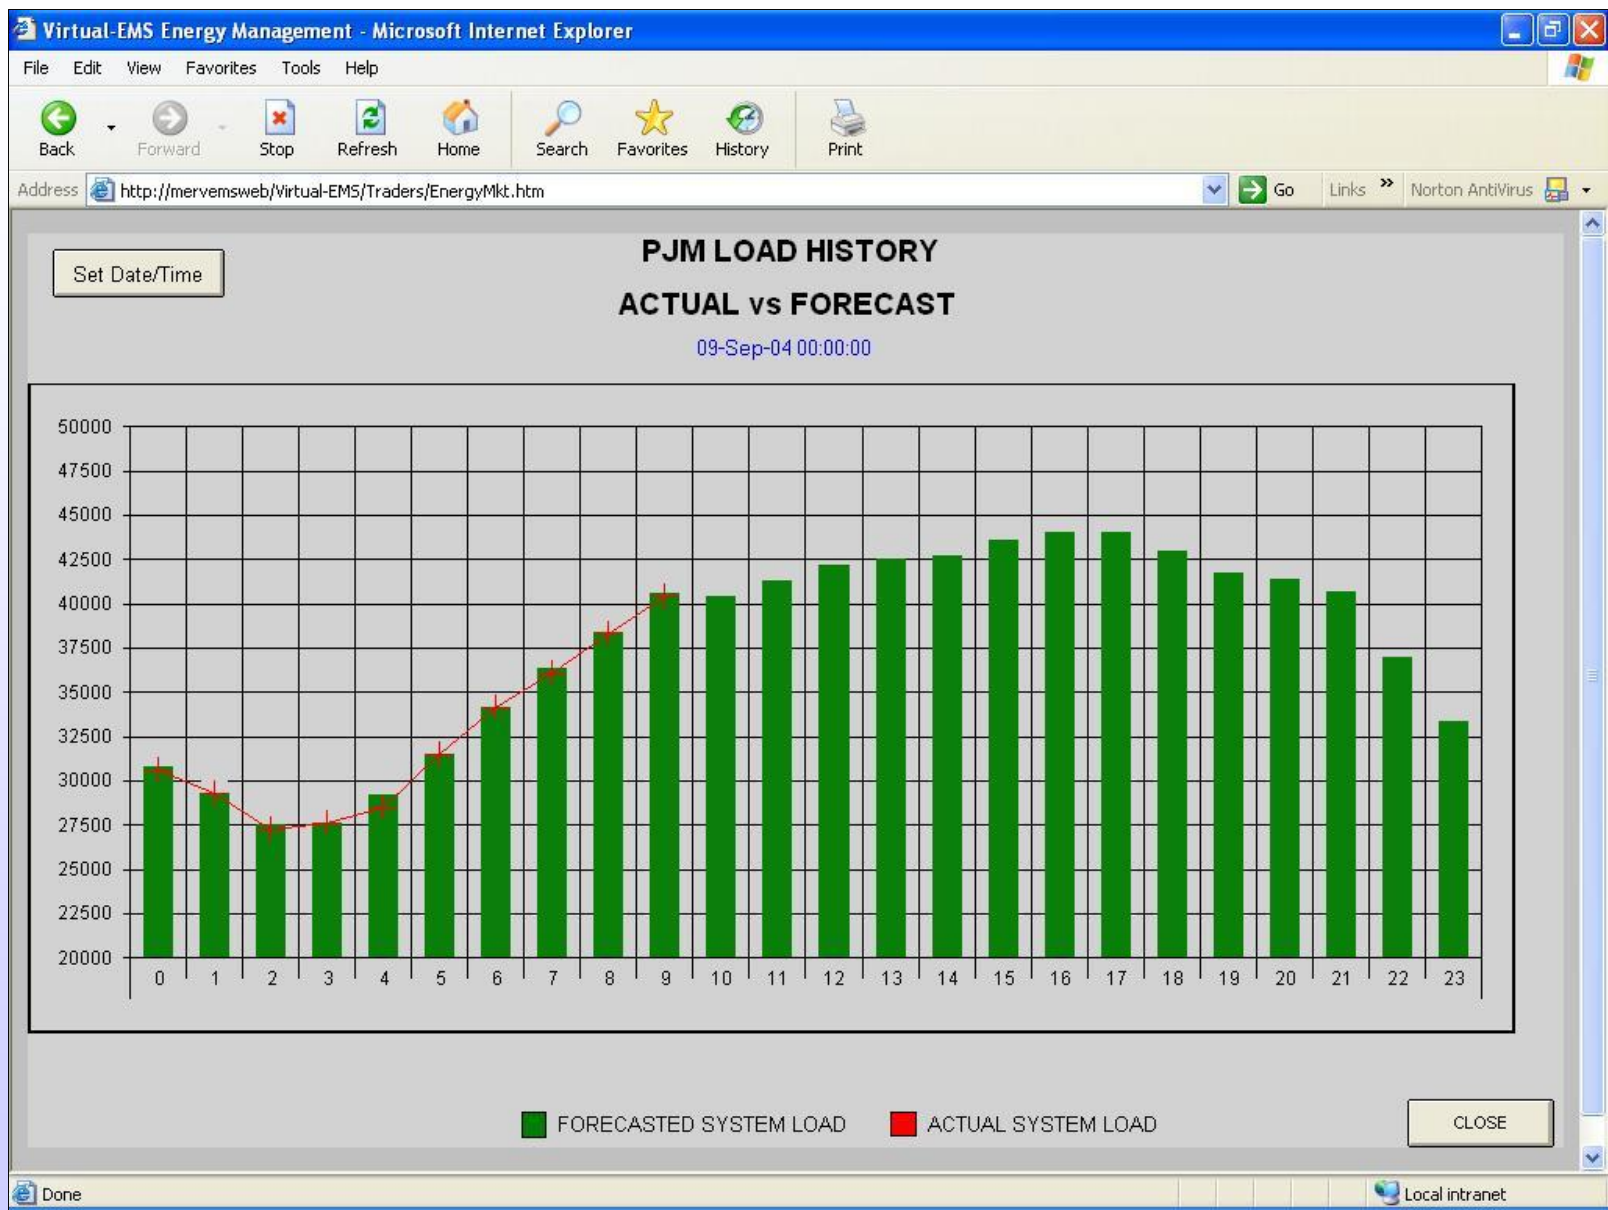 Virtual-EMS Energy Management - Microsoft Internet Explorer
File Edit View Favorites Tools Help
Back Forward Stop Refresh Home Search Favorites History Print
Address http://mervemsweb/Virtual-EMS/Traders/EnergyMkt.htm Go Links » Norton AntiVirus
Set Date/Time
PJM LOAD HISTORY
ACTUAL vs FORECAST
09-Sep-04 00:00:00
50000
47500
45000
42500
40000
37500
35000
32500
30000
27500
25000
22500
20000
0 1 2 3 4 5 6 7 8 9 10 11 12 13 14 15 16 17 18 19 20 21 22 23
FORECASTED SYSTEM LOAD ACTUAL SYSTEM LOAD
CLOSE
Done Local intranet